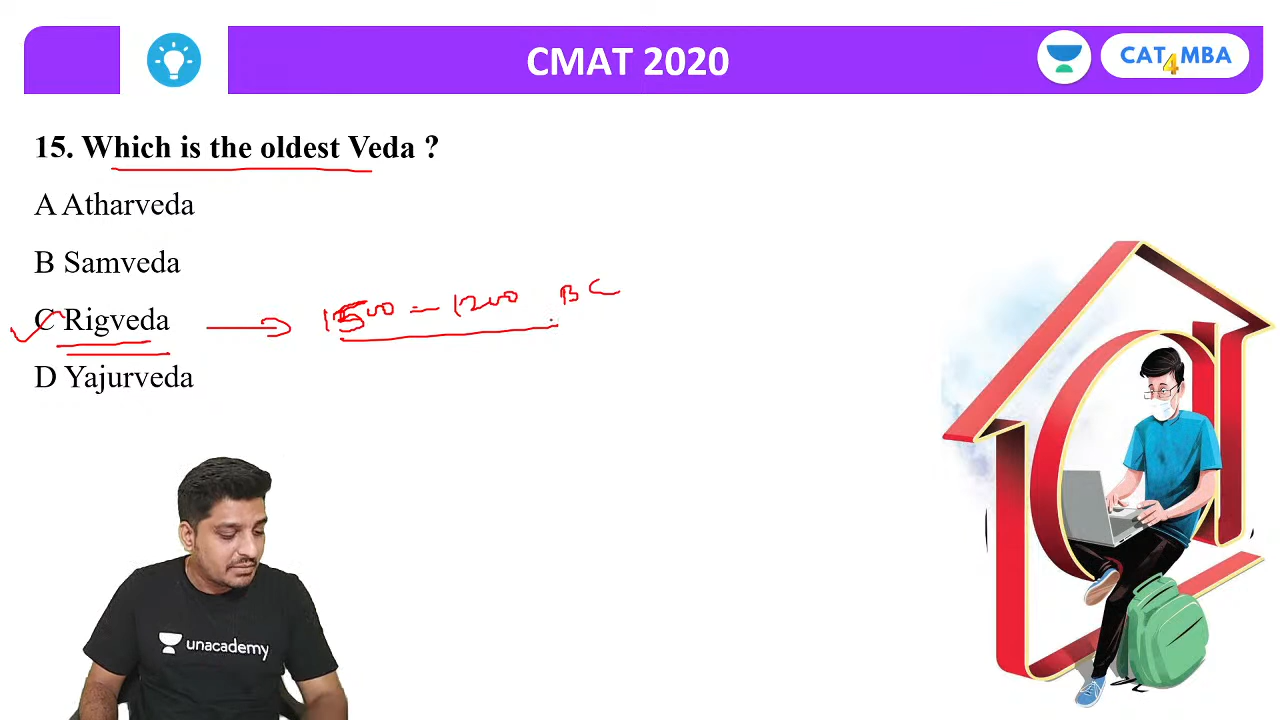 CMAT 2020
CAT4MBA
15. Which is the oldest Veda ?
A Atharveda
B Samveda
C Rigveda → 1500 – 1200 BC
D Yajurveda
unacademy